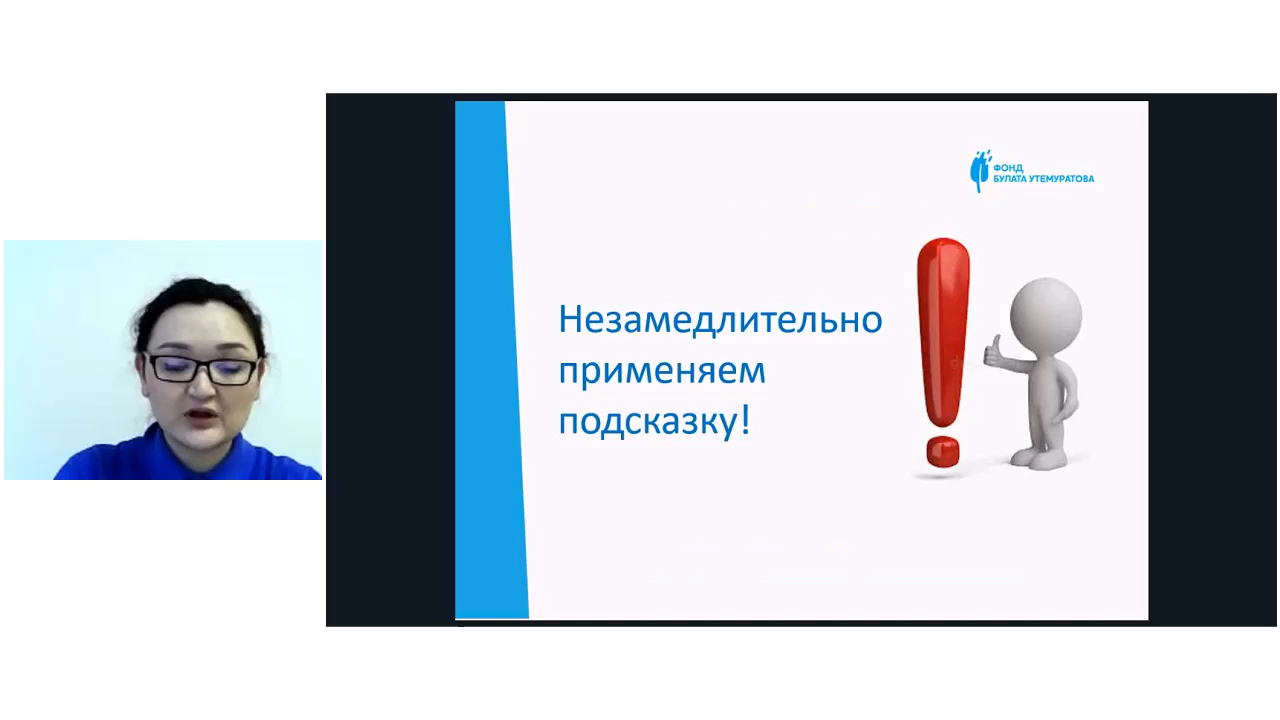 ФОНД
БУЛАТА УТЕМУРАТОВА
Незамедлительно
применяем
подсказку!